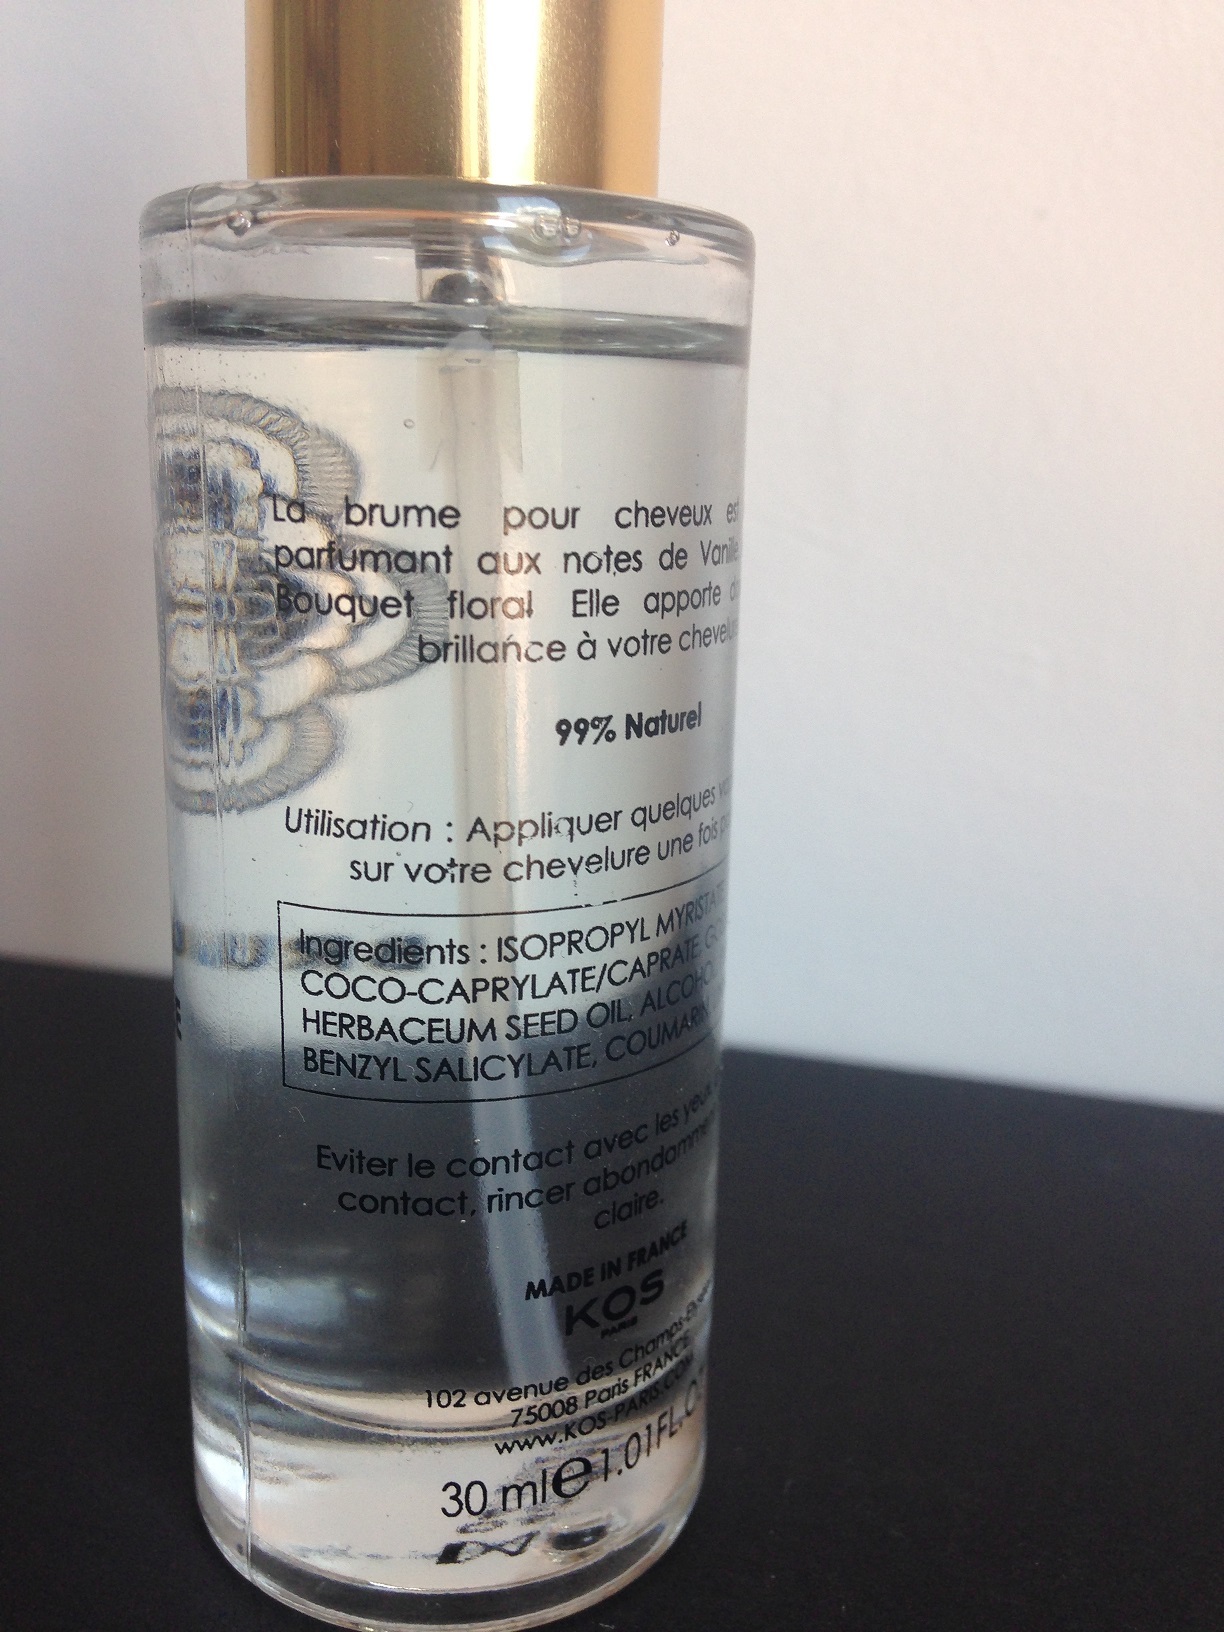 La brume pour cheveux est
parfumant aux notes de Vanille
Bouquet floral Elle apporte
brillance à votre
99% Naturel
Utilisation : Appliquer quelques
sur votre chevelure une fois
Ingredients : ISOPROPYL MYRISTATE
COCO-CAPRYLATE/CAPRATE,
HERBACEUM SEED OIL, ALCOHOL
BENZYL SALICYLATE, COUMARIN
Eviter le contact avec les yeux
contact, rincer
claire.
MADE IN FRANCE
KOS
PARIS
102 avenue des
75008 Paris FRANCE
www.KOS-PARIS.COM
30 ml e 1.01FL.O